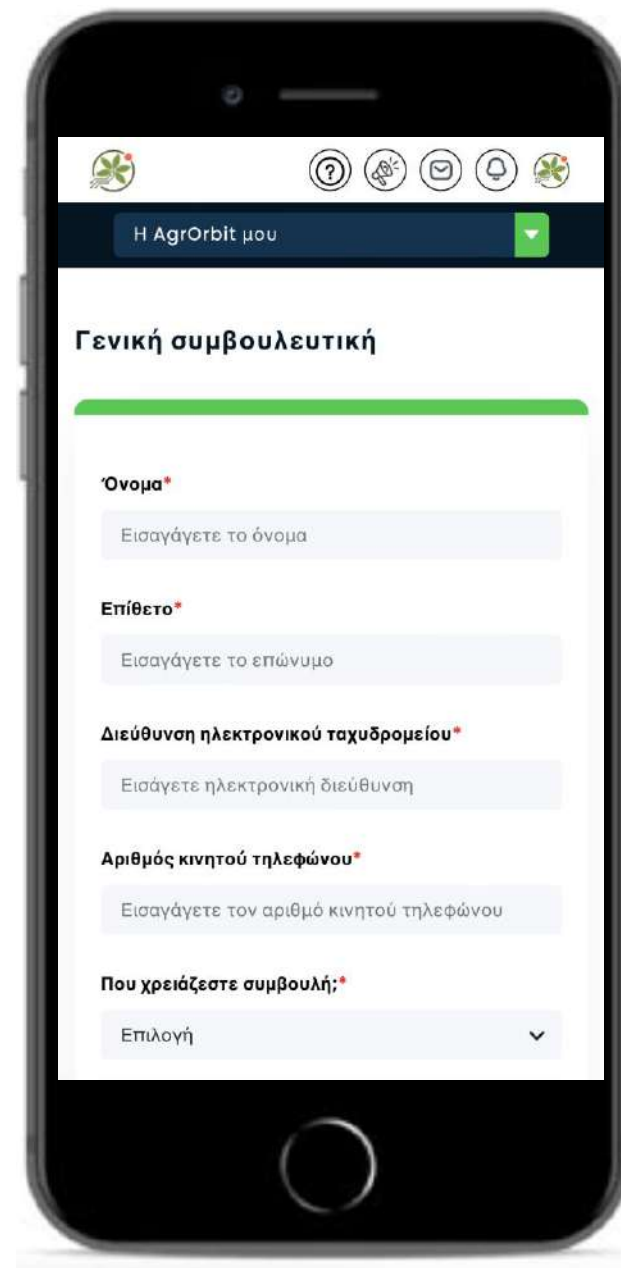 Η AgrOrbit μου
Γενική συμβουλευτική
Όνομα*
Εισαγάγετε το όνομα
Επίθετο*
Εισαγάγετε το επώνυμο
Διεύθυνση ηλεκτρονικού ταχυδρομείου*
Εισάγετε ηλεκτρονική διεύθυνση
Αριθμός κινητού τηλεφώνου*
Εισαγάγετε τον αριθμό κινητού τηλεφώνου
Που χρειάζεστε συμβουλή;*
Επιλογή